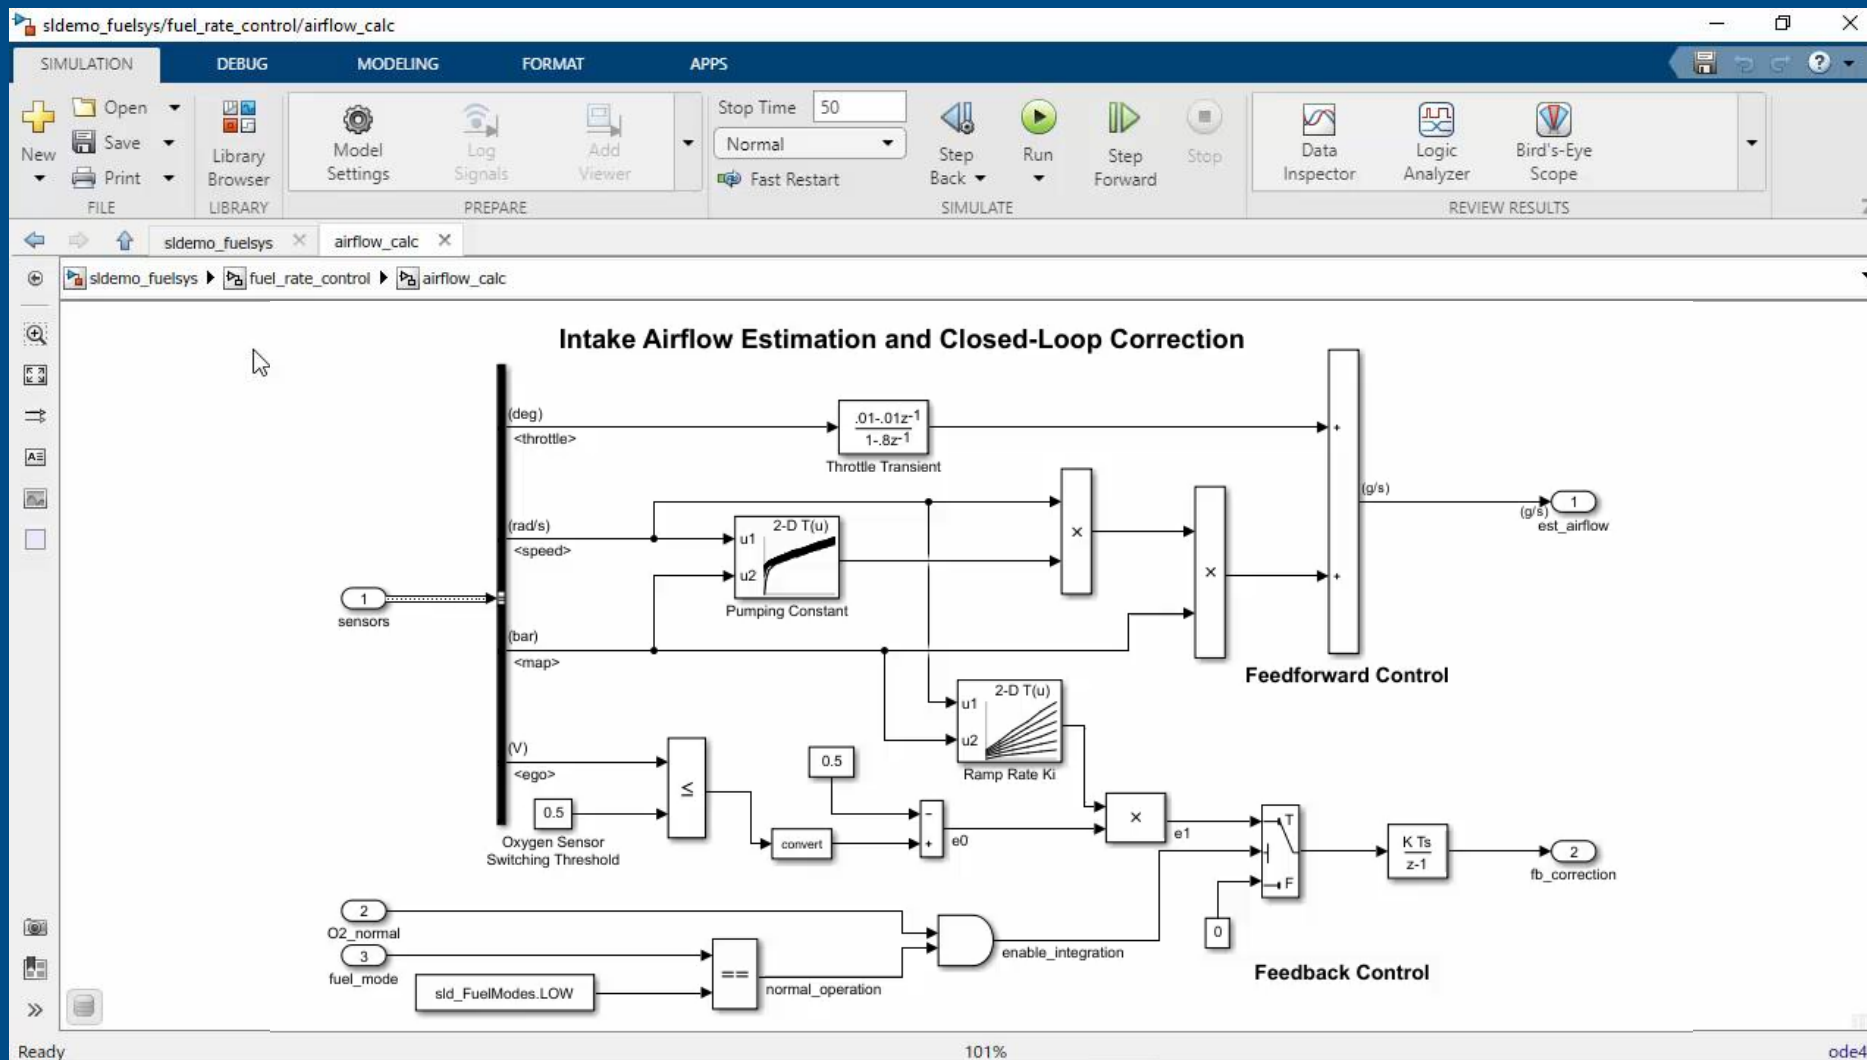 sldemo_fuelsys/fuel_rate_control/airflow_calc
SIMULATION DEBUG MODELING FORMAT APPS
New
Open
Save
Print
FILE
Library
Browser
LIBRARY
Model
Settings
Log
Signals
Add
Viewer
PREPARE
Stop Time 50
Normal
Fast Restart
Step
Back
Run
Step
Forward
Stop
SIMULATE
Data
Inspector
Logic
Analyzer
Bird's-Eye
Scope
REVIEW RESULTS
sldemo_fuelsys airflow_calc
sldemo_fuelsys fuel_rate_control airflow_calc
Intake Airflow Estimation and Closed-Loop Correction
(deg)
<throttle>
.01-.01z-1
1-.8z-1
Throttle Transient
(rad/s)
<speed>
2-D T(u)
u1
u2
Pumping Constant
×
×
+
+
(g/s)
(g/s)
1
est_airflow
1
sensors
(bar)
<map>
Feedforward Control
2-D T(u)
u1
u2
Ramp Rate Ki
(V)
<ego>
0.5
Oxygen Sensor
Switching Threshold
≤
0.5
convert
-
+
e0
×
e1
T
F
0
K Ts
z-1
2
fb_correction
2
O2_normal
3
fuel_mode
sld_FuelModes.LOW
==
normal_operation
enable_integration
Feedback Control
Ready 101% ode4